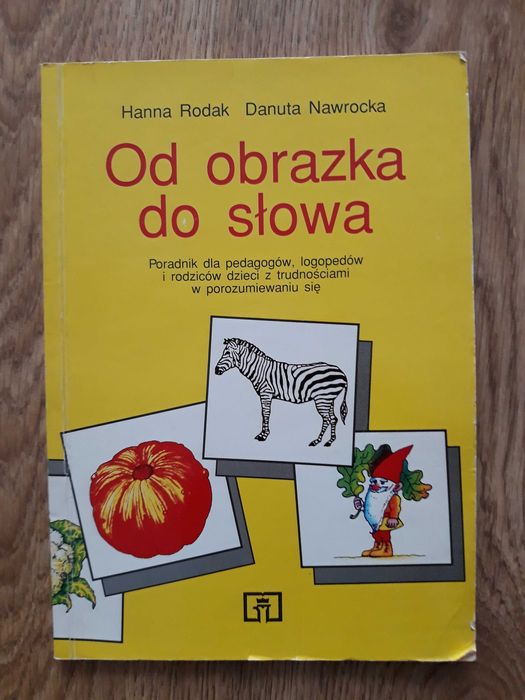 Hanna Rodak Danuta Nawrocka
Od obrazka
do słowa
Poradnik dla pedagogów, logopedów
i rodziców dzieci z trudnościami
w porozumiewaniu się